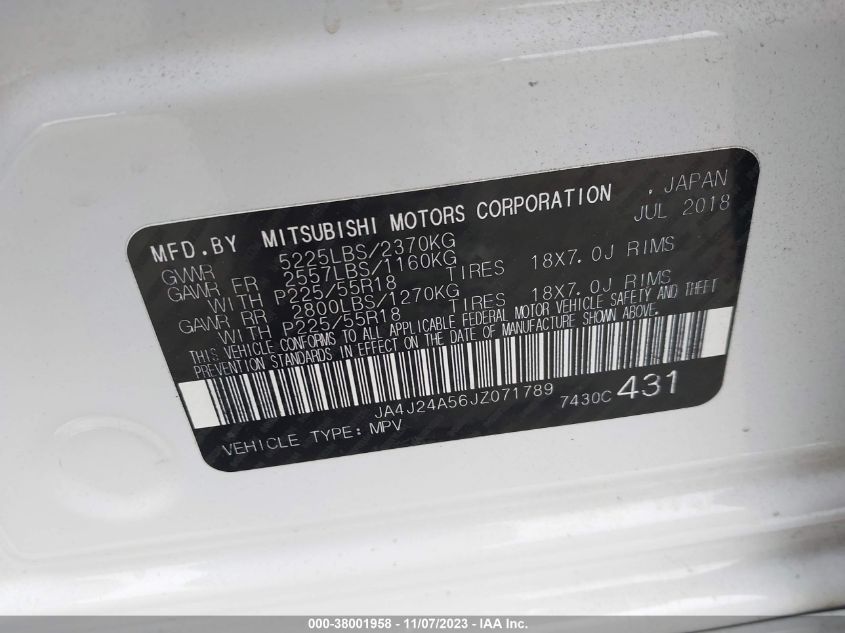 MFD.BY MITSUBISHI MOTORS CORPORATION . JAPAN
JUL 2018
GVWR 5225LBS/2370KG
GAWR FR 2557LBS/1160KG
WITH P225/55R18 TIRES 18X7.0J RIMS
GAWR RR 2800LBS/1270KG
WITH P225/55R18 TIRES 18X7.0J RIMS
THIS VEHICLE CONFORMS TO ALL APPLICABLE FEDERAL MOTOR VEHICLE SAFETY AND THEFT
PREVENTION STANDARDS IN EFFECT ON THE DATE OF MANUFACTURE SHOWN ABOVE.
JA4J24A56JZ071789 7430C 431
VEHICLE TYPE: MPV
000-38001958 - 11/07/2023 - IAA Inc.